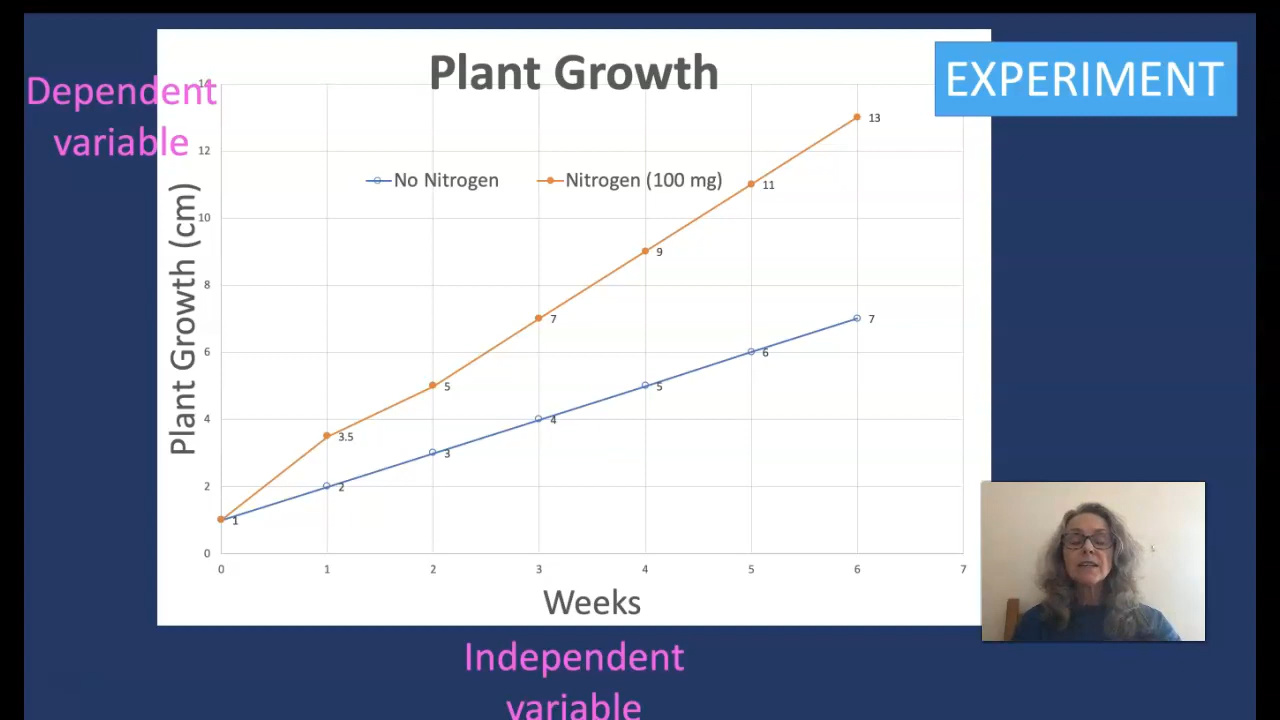 Plant Growth
EXPERIMENT
Dependent
variable
No Nitrogen
Nitrogen (100 mg)
Plant Growth (cm)
14
12
10
8
6
4
2
0
13
11
9
7
5
3.5
1
7
6
5
4
3
2
0 1 2 3 4 5 6 7
Weeks
Independent
variable